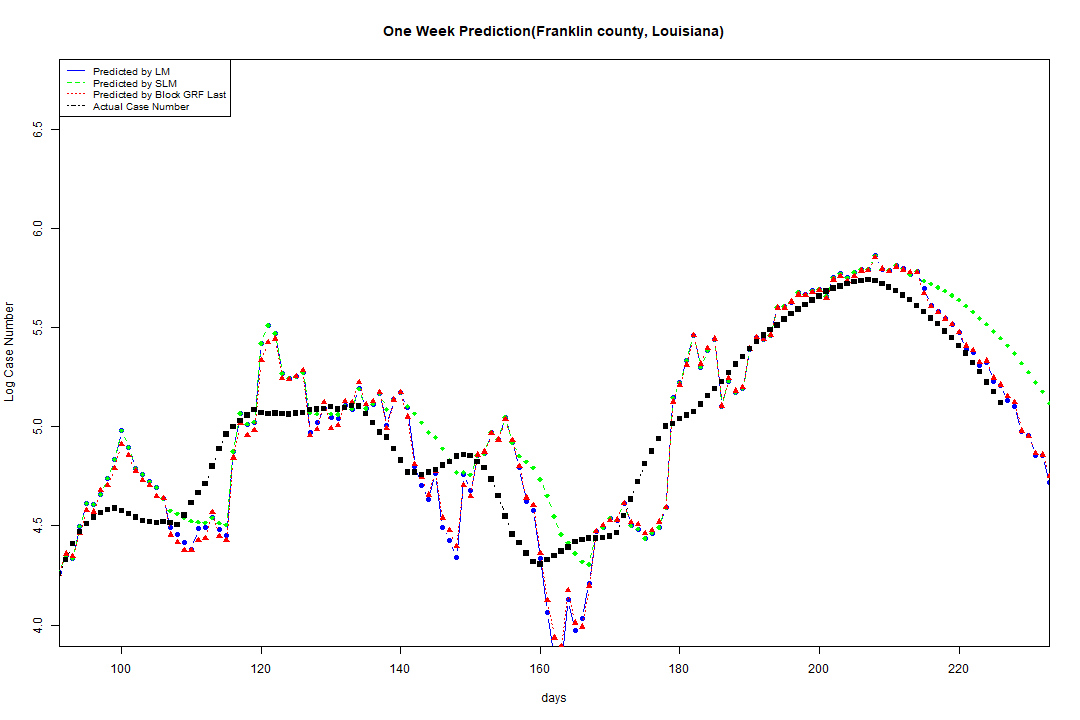 One Week Prediction(Franklin county, Louisiana)
Predicted by LM
Predicted by SLM
Predicted by Block GRF Last
Actual Case Number
6.5
6.0
5.5
5.0
4.5
4.0
Log Case Number
100 120 140 160 180 200 220
days